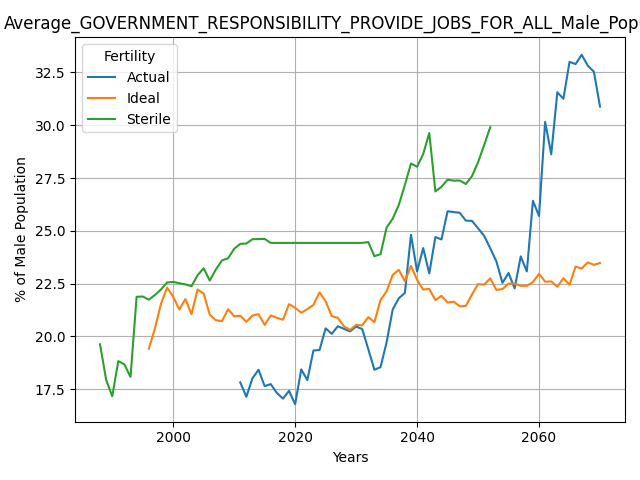 Average_GOVERNMENT_RESPONSIBILITY_PROVIDE_JOBS_FOR_ALL_Male_Pop
Fertility
Actual
Ideal
Sterile
% of Male Population
32.5
30.0
27.5
25.0
22.5
20.0
17.5
2000
2020
2040
2060
Years